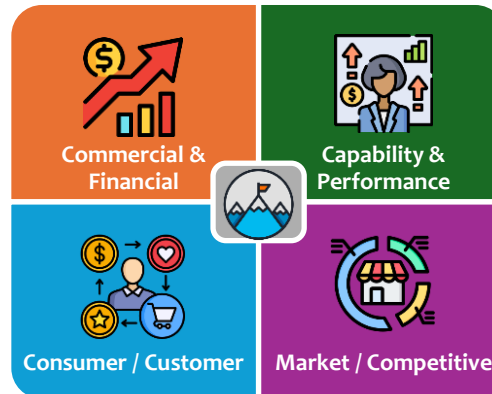 Commercial &
Financial
Capability &
Performance
Consumer / Customer
Market / Competitive